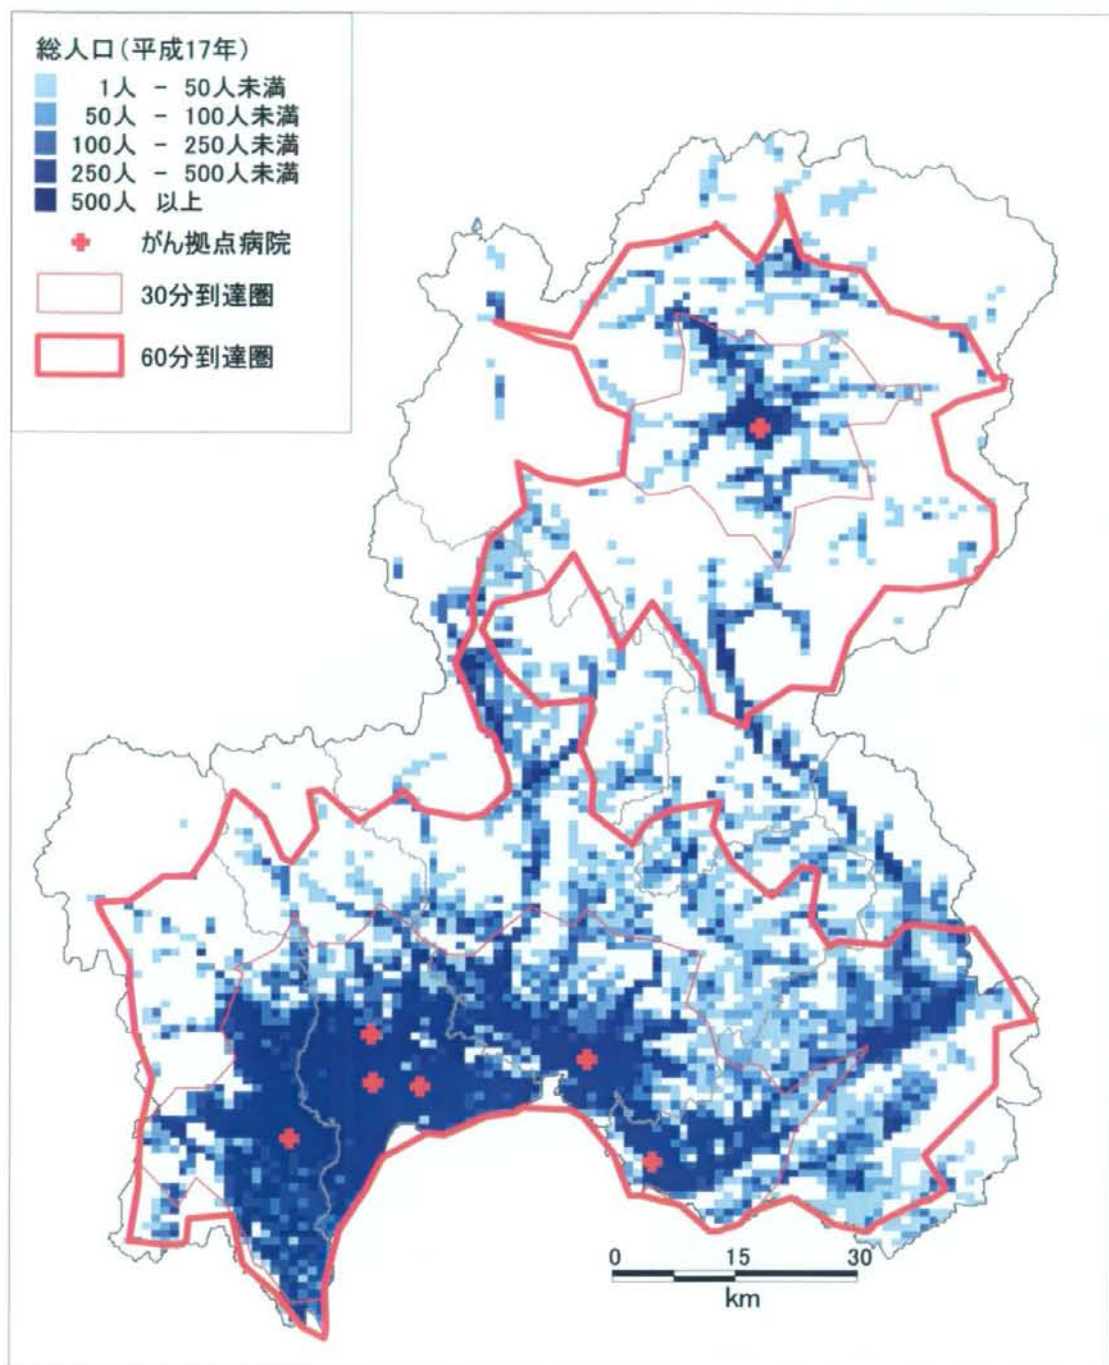 総人口(平成17年)
1人 - 50人未満
50人 - 100人未満
100人 - 250人未満
250人 - 500人未満
500人 以上
がん拠点病院
30分到達圏
60分到達圏
0 15 30
km